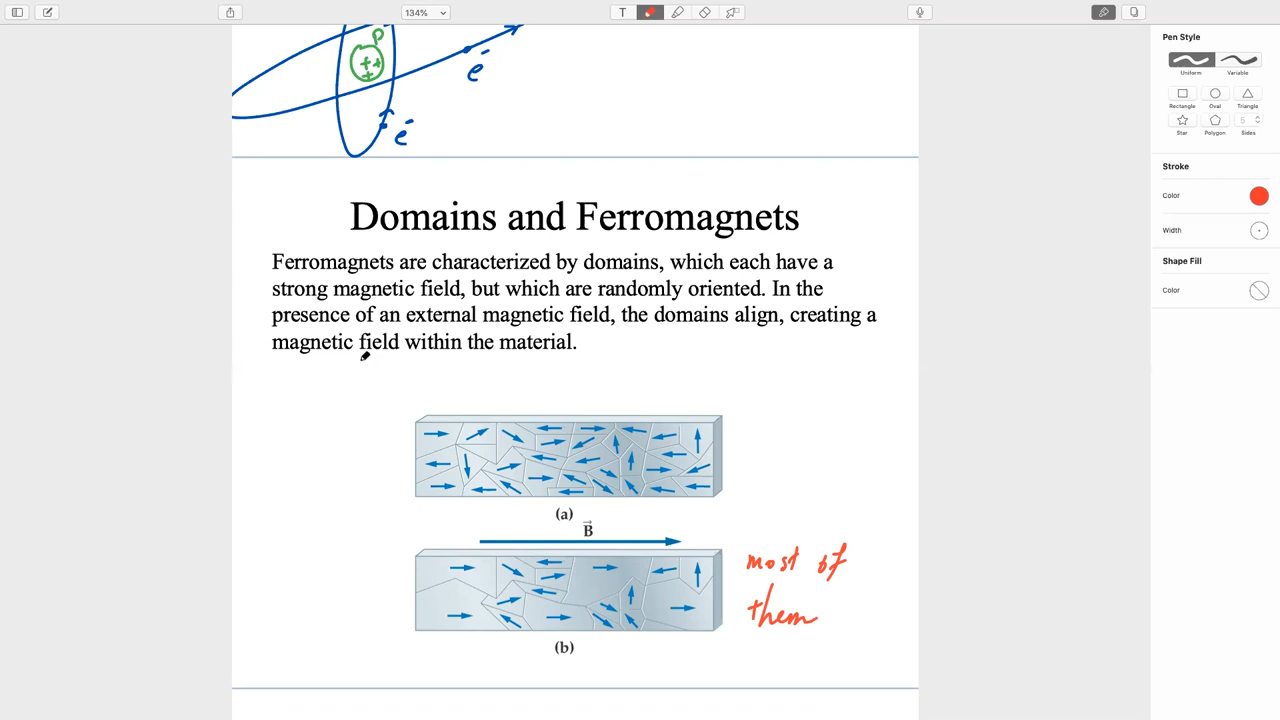 134%
T
Pen Style
Uniform
Variable
Rectangle
Oval
Triangle
Star
Polygon
5
Sides
Stroke
Color
Width
Shape Fill
Color
P
+ +
+
e-
e-
Domains and Ferromagnets
Ferromagnets are characterized by domains, which each have a
strong magnetic field, but which are randomly oriented. In the
presence of an external magnetic field, the domains align, creating a
magnetic field within the material.
(a)
B
most of
them
(b)